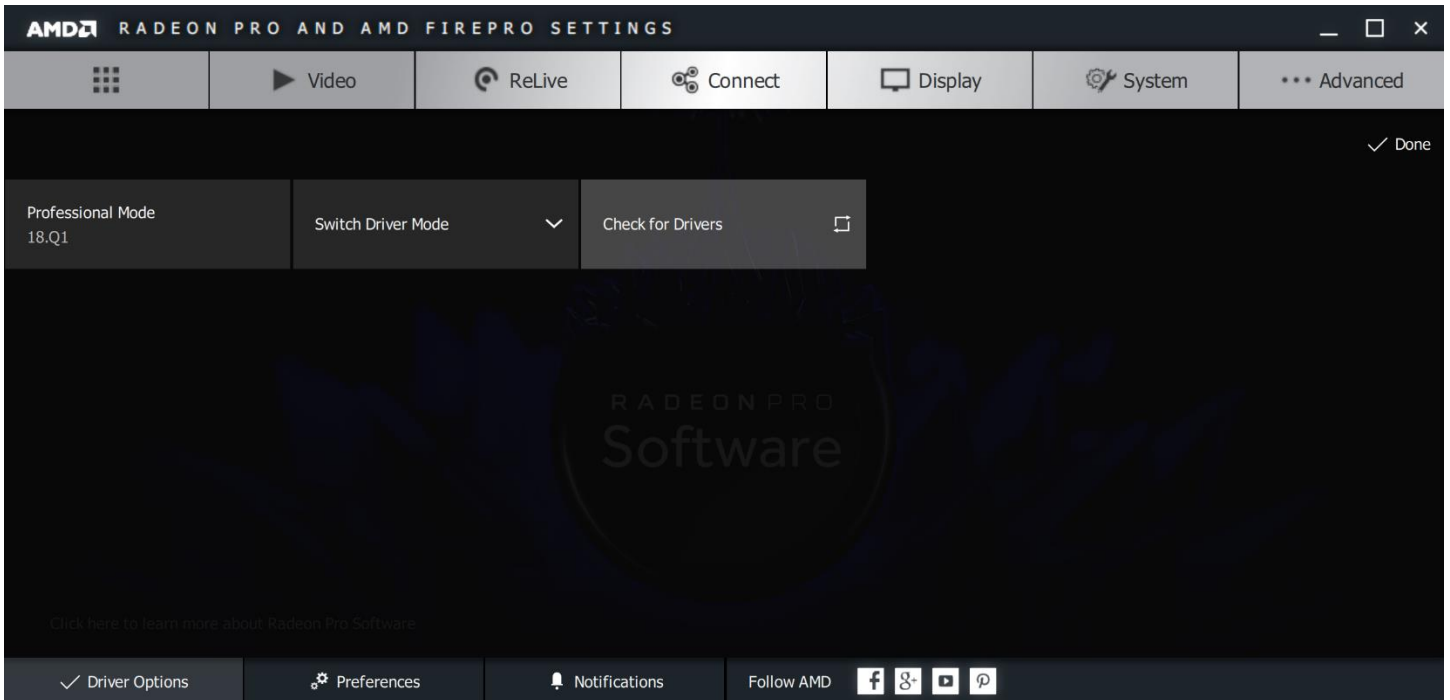 AMD RADEON PRO AND AMD FIREPRO SETTINGS
Video
ReLive
Connect
Display
System
Advanced
Done
Professional Mode
18.Q1
Switch Driver Mode
Check for Drivers
RADEON PRO
Software
Click here to learn more about Radeon Pro Software
Driver Options
Preferences
Notifications
Follow AMD